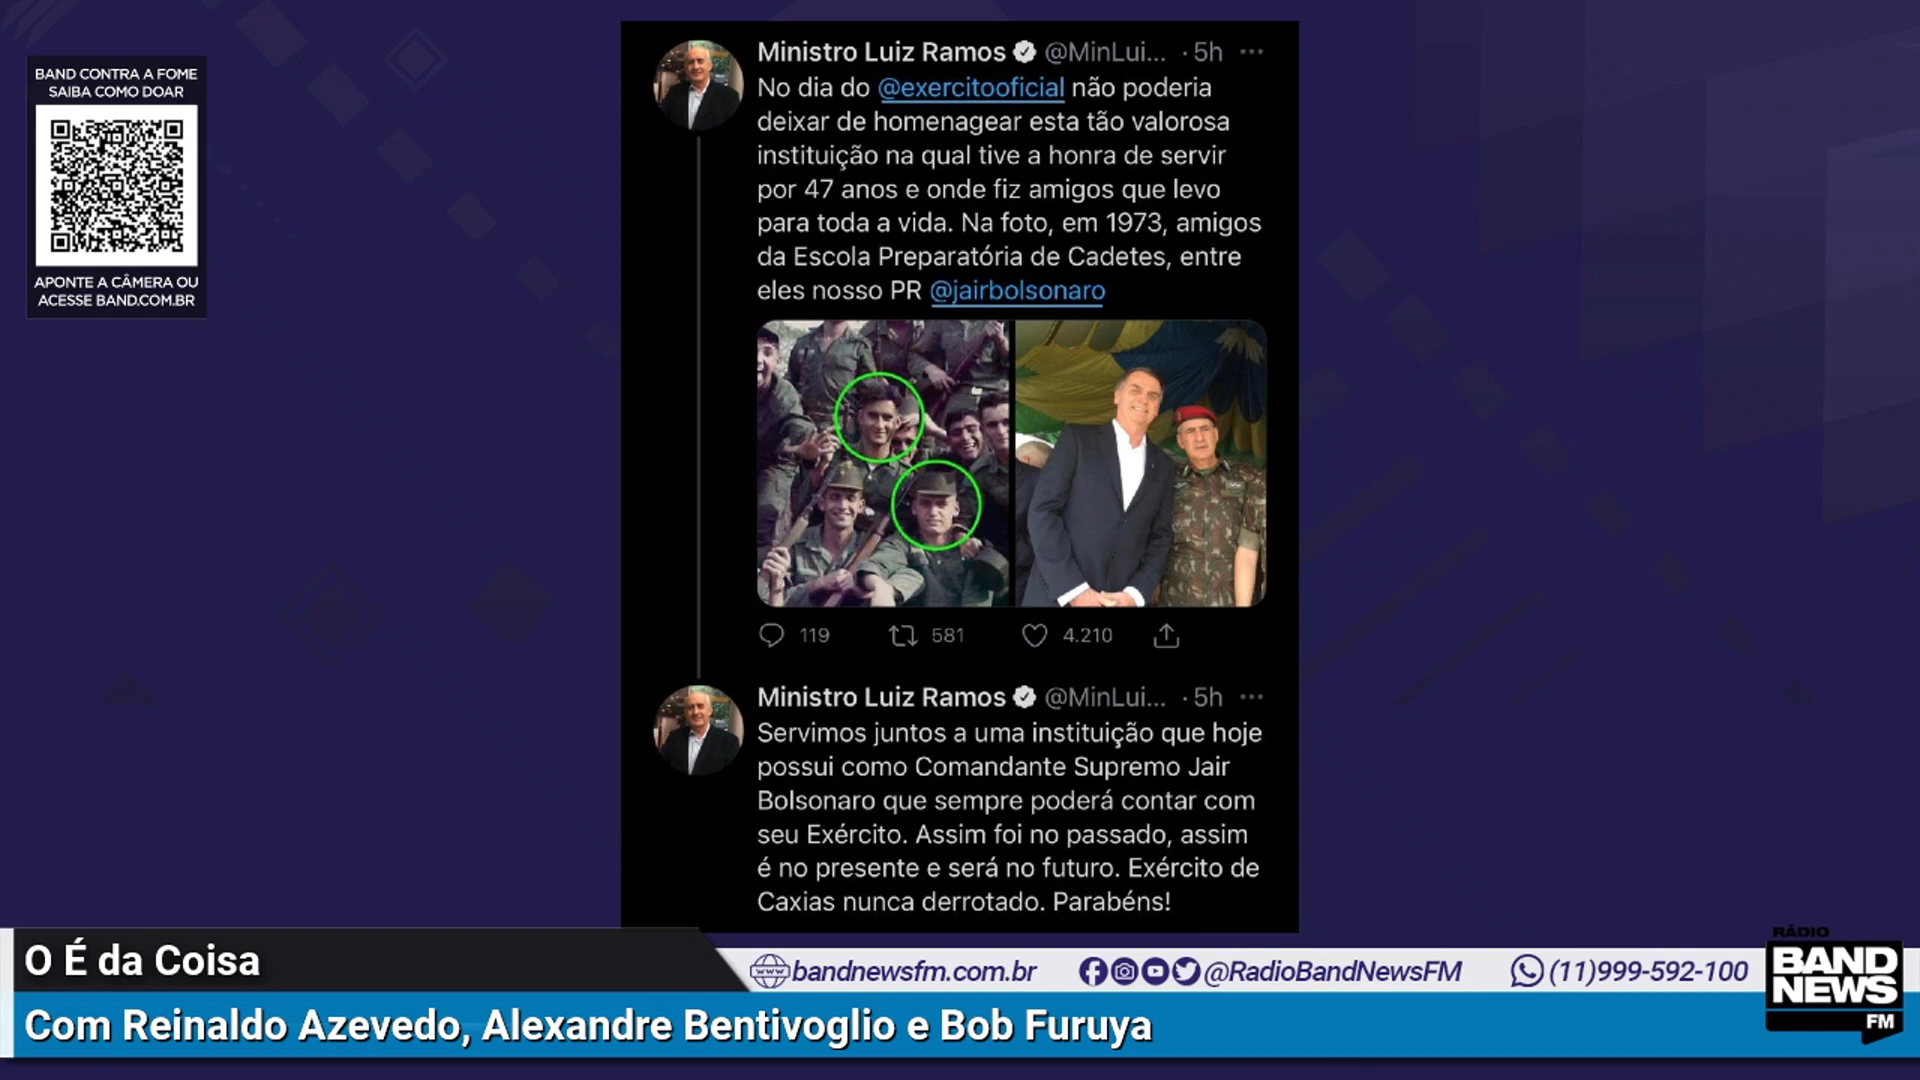 BAND CONTRA A FOME
SAIBA COMO DOAR
APONTE A CÂMERA OU
ACESSE BAND.COM.BR
Ministro Luiz Ramos @MinLui... · 5h
No dia do @exercitooficial não poderia
deixar de homenagear esta tão valorosa
instituição na qual tive a honra de servir
por 47 anos e onde fiz amigos que levo
para toda a vida. Na foto, em 1973, amigos
da Escola Preparatória de Cadetes, entre
eles nosso PR @jairbolsonaro
119 581 4.210
Ministro Luiz Ramos @MinLui... · 5h
Servimos juntos a uma instituição que hoje
possui como Comandante Supremo Jair
Bolsonaro que sempre poderá contar com
seu Exército. Assim foi no passado, assim
é no presente e será no futuro. Exército de
Caxias nunca derrotado. Parabéns!
O É da Coisa
www bandnewsfm.com.br @RadioBandNewsFM (11)999-592-100
Com Reinaldo Azevedo, Alexandre Bentivoglio e Bob Furuya
RÁDIO
BAND
NEWS
FM